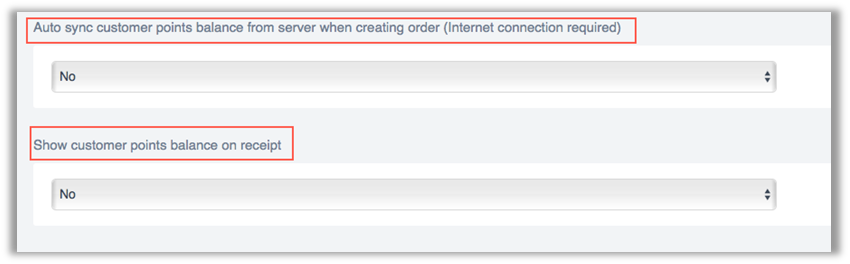 Auto sync customer points balance from server when creating order (Internet connection required)
No
Show customer points balance on receipt
No